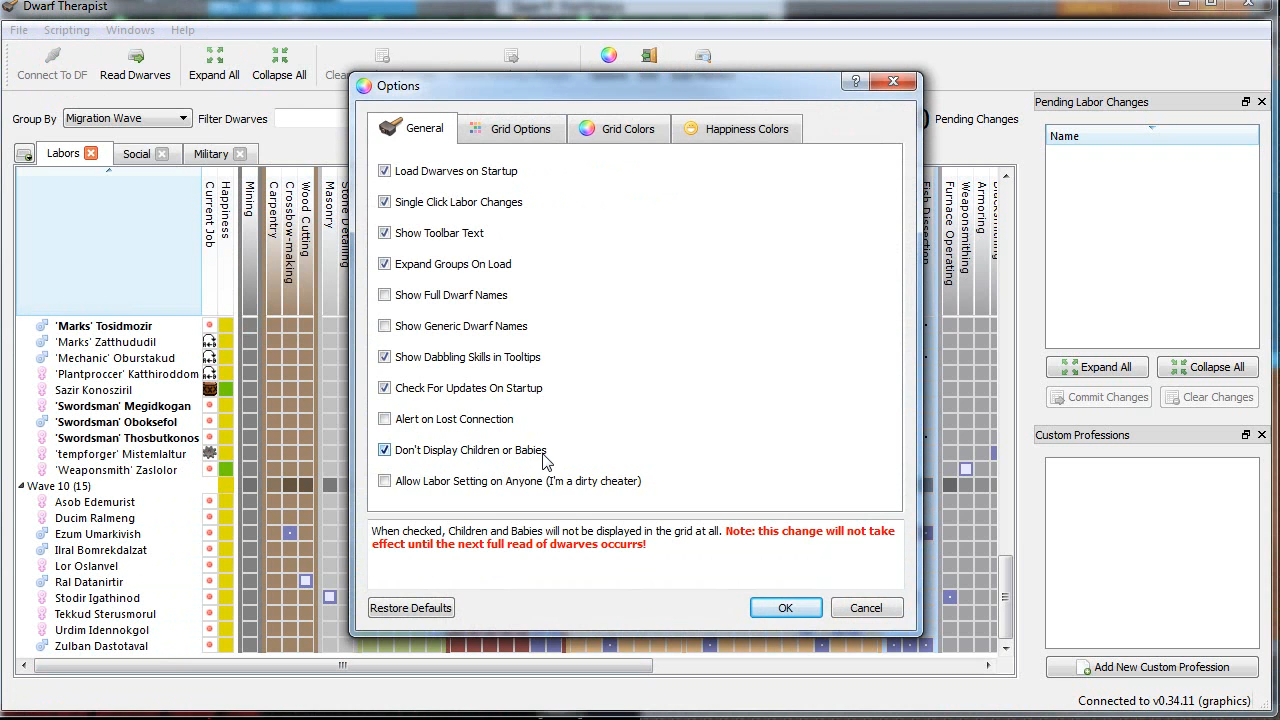 Dwarf Therapist
File Scripting Windows Help
Connect To DF Read Dwarves Expand All Collapse All
Options
Group By Migration Wave Filter Dwarves
Pending Changes
General Grid Options Grid Colors Happiness Colors
Labors Social Military
Current Job
Happiness
Mining
Carpentry
Crossbow-making
Wood Cutting
Masonry
Stone Detailing
Fish Dissection
Furnace Operating
Weaponsmithing
Armoring
Load Dwarves on Startup
Single Click Labor Changes
Show Toolbar Text
Expand Groups On Load
Show Full Dwarf Names
Show Generic Dwarf Names
Show Dabbling Skills in Tooltips
Check For Updates On Startup
Alert on Lost Connection
Don't Display Children or Babies
Allow Labor Setting on Anyone (I'm a dirty cheater)
When checked, Children and Babies will not be displayed in the grid at all. Note: this change will not take
effect until the next full read of dwarves occurrs!
Restore Defaults OK Cancel
'Marks' Tosidmozir
'Marks' Zatthududil
'Mechanic' Oburstakud
'Plantproccer' Katthiroddom
Sazir Konosziril
'Swordsman' Megidkogan
'Swordsman' Oboksefol
'Swordsman' Thosbutkonos
'tempforger' Mistemlaltur
'Weaponsmith' Zaslolor
Wave 10 (15)
Asob Edemurist
Ducim Ralmeng
Ezum Umarkivish
Ilral Bomrekdalzat
Lor Oslanvel
Ral Datanirtir
Stodir Igathinod
Tekkud Sterusmorul
Urdim Idennokgol
Zulban Dastotaval
Pending Labor Changes
Name
Expand All Collapse All
Commit Changes Clear Changes
Custom Professions
Add New Custom Profession
Connected to v0.34.11 (graphics)